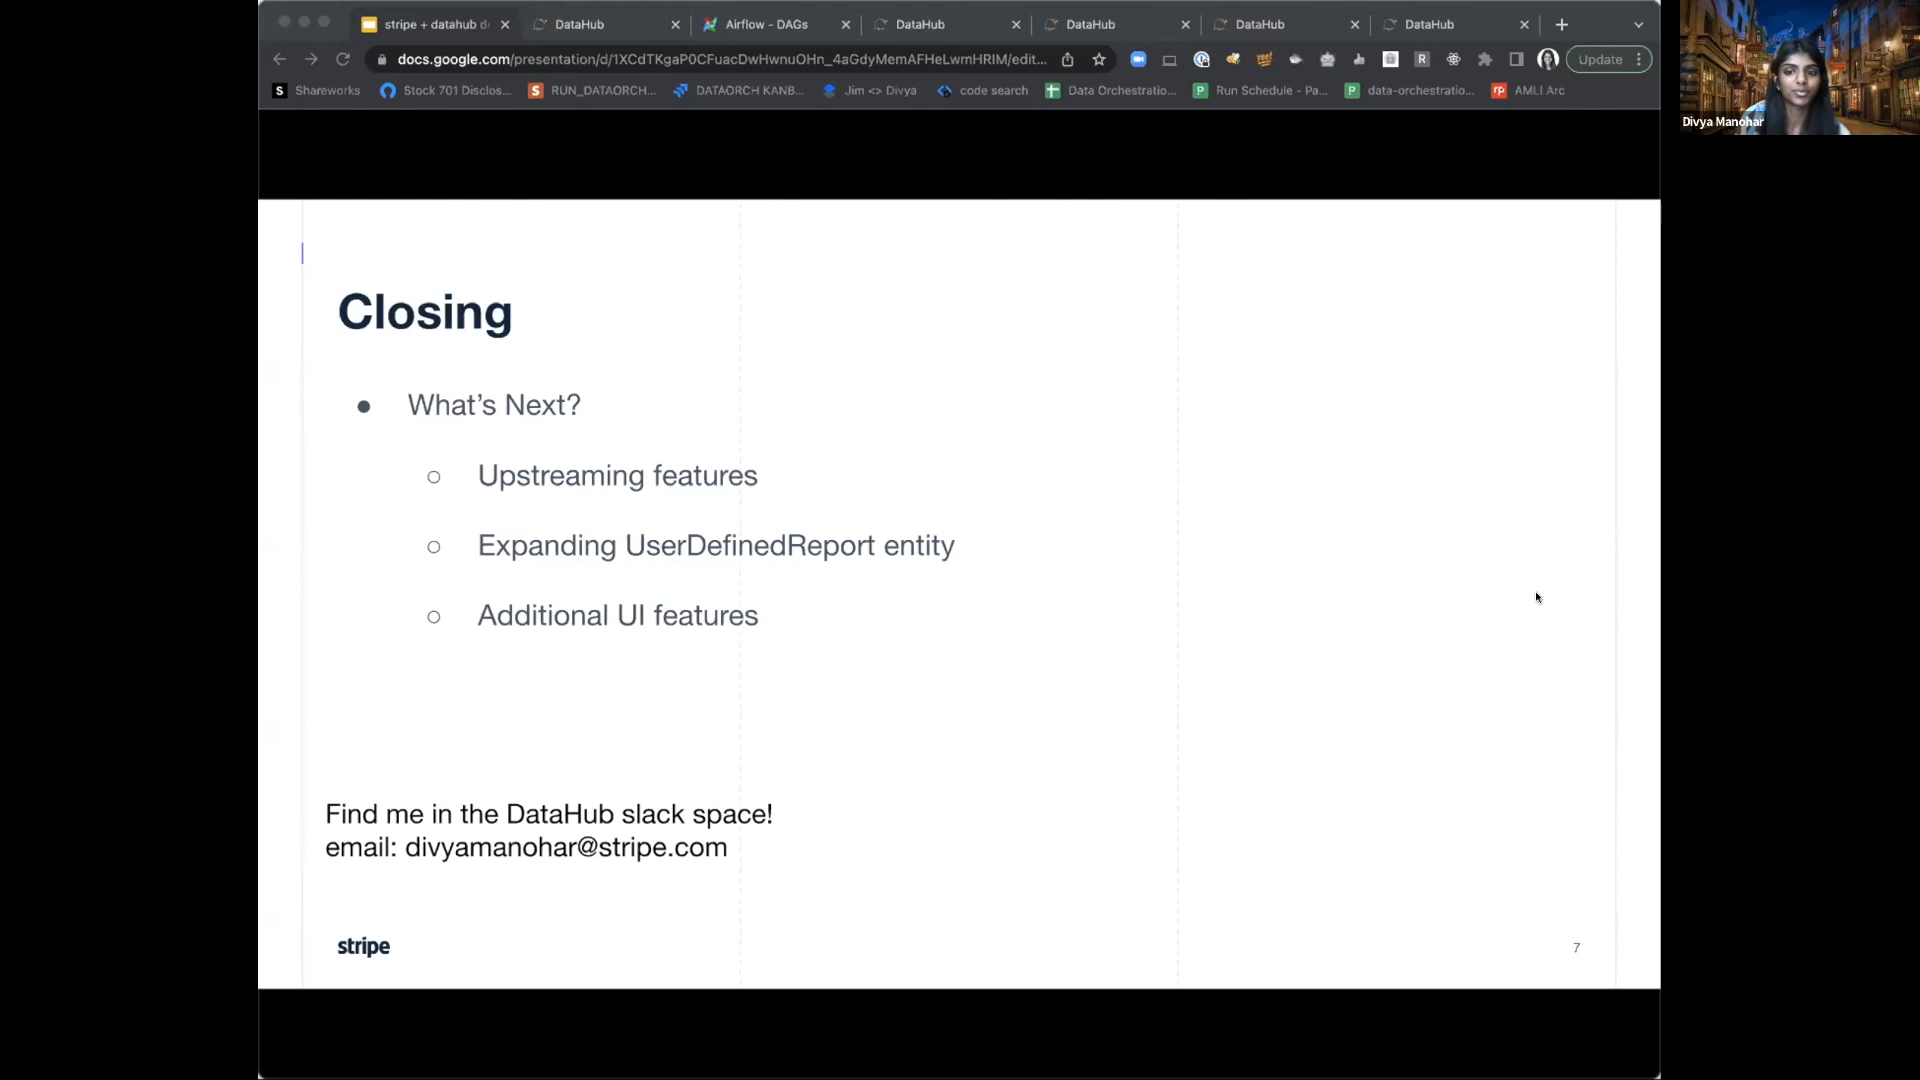 stripe + datahub d
DataHub
Airflow - DAGs
DataHub
DataHub
DataHub
DataHub
docs.google.com/presentation/d/1XCdTKgaP0CFuacDwHwnuOHn_4aGdyMemAFHeLwmHRIM/edit...
Update
Shareworks
Stock 701 Disclos...
RUN_DATAORCH...
DATAORCH KANB...
Jim <> Divya
code search
Data Orchestratio...
Run Schedule - Pa...
data-orchestratio...
AMLI Arc
Divya Manohar
Closing
● What's Next?
○ Upstreaming features
○ Expanding UserDefinedReport entity
○ Additional UI features
Find me in the DataHub slack space!
email: divyamanohar@stripe.com
stripe
7